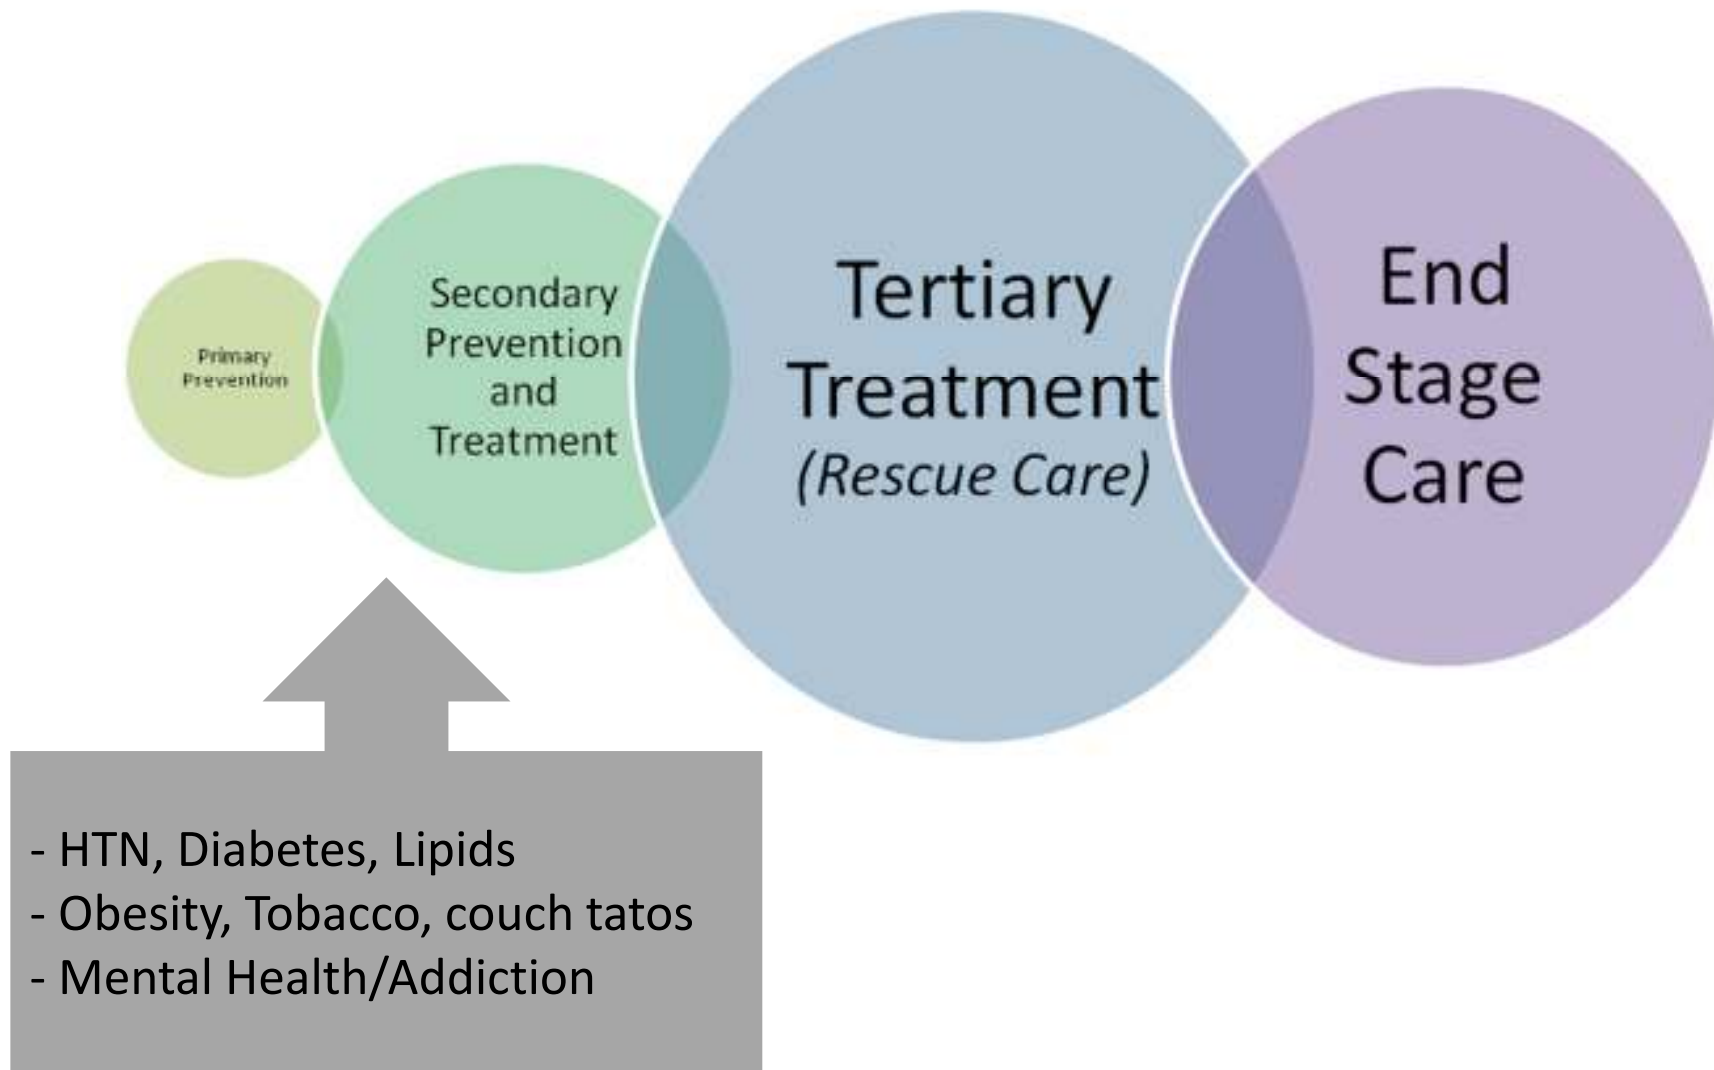 Primary
Prevention
Secondary
Prevention
and
Treatment
Tertiary
Treatment
(Rescue Care)
End
Stage
Care
- HTN, Diabetes, Lipids
- Obesity, Tobacco, couch tatos
- Mental Health/Addiction